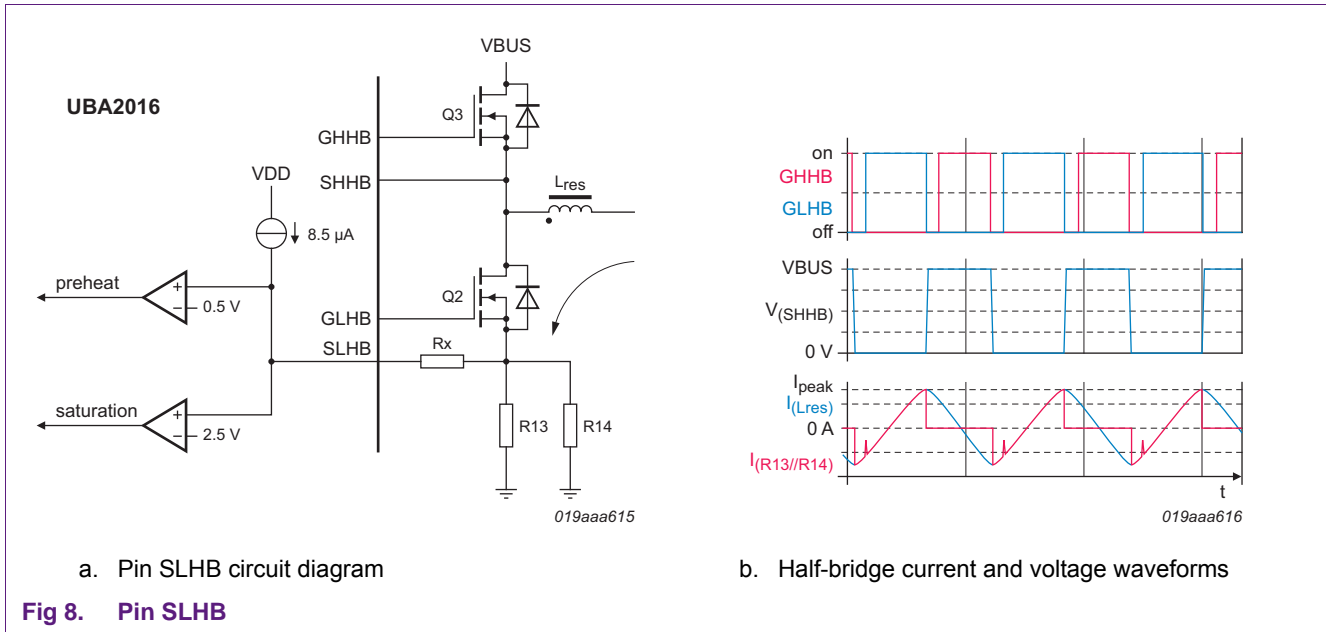 UBA2016
VBUS
Q3
GHHB
SHHB
VDD
Lres
8.5 µA
preheat
+
−
0.5 V
Q2
GLHB
SLHB
Rx
saturation
+
−
2.5 V
R13
R14
019aaa615
on
GHHB
GLHB
off
VBUS
V(SHHB)
0 V
Ipeak
I(Lres)
0 A
I(R13//R14)
t
019aaa616
a. Pin SLHB circuit diagram
b. Half-bridge current and voltage waveforms
Fig 8. Pin SLHB